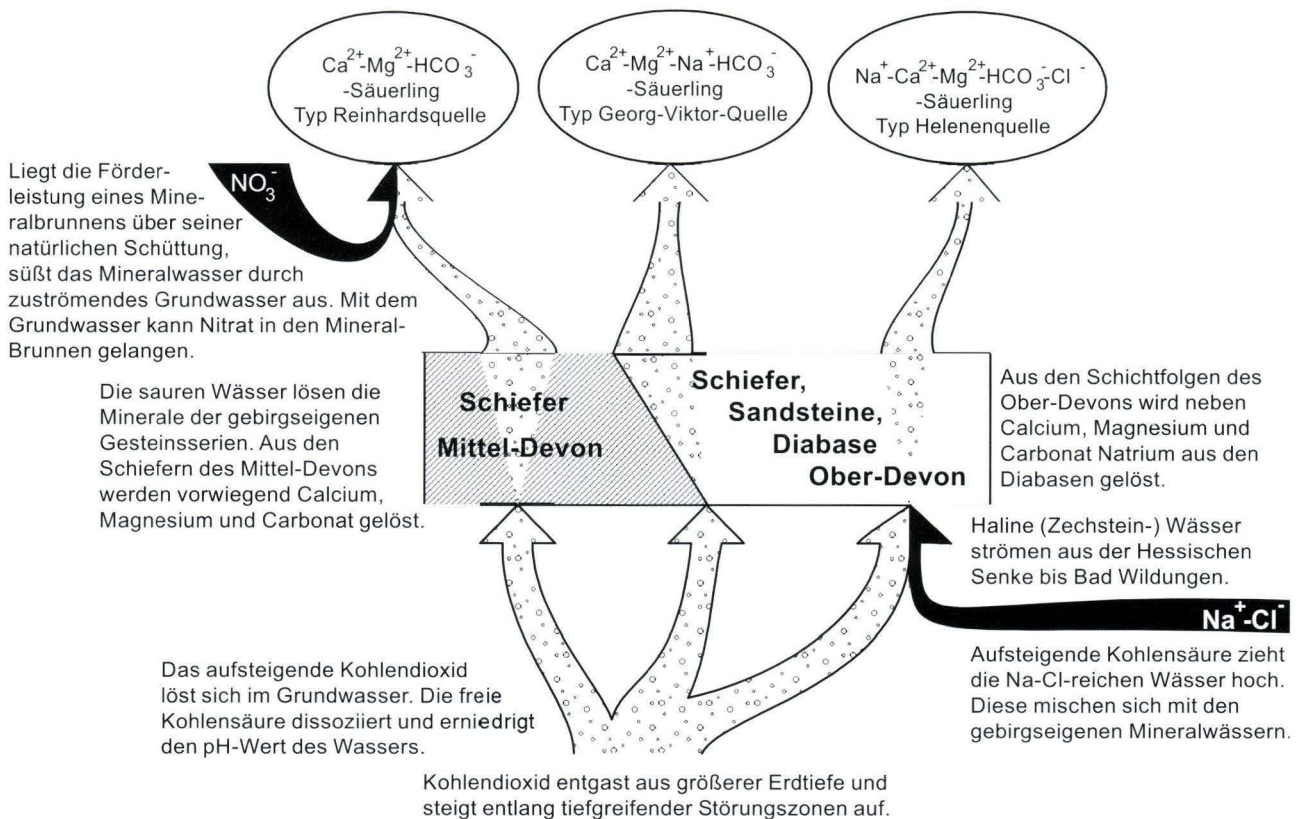 Ca²⁺-Mg²⁺-HCO₃⁻
-Säuerling
Typ Reinhardsquelle
Ca²⁺-Mg²⁺-Na⁺-HCO₃⁻
-Säuerling
Typ Georg-Viktor-Quelle
Na⁺-Ca²⁺-Mg²⁺-HCO₃⁻-Cl⁻
-Säuerling
Typ Helenenquelle
NO₃⁻
Liegt die Förder-
leistung eines Mine-
ralbrunnens über seiner
natürlichen Schüttung,
süßt das Mineralwasser durch
zuströmendes Grundwasser aus. Mit dem
Grundwasser kann Nitrat in den Mineral-
Brunnen gelangen.
Die sauren Wässer lösen die
Minerale der gebirgseigenen
Gesteinsserien. Aus den
Schiefern des Mittel-Devons
werden vorwiegend Calcium,
Magnesium und Carbonat gelöst.
Schiefer
Mittel-Devon
Schiefer,
Sandsteine,
Diabase
Ober-Devon
Aus den Schichtfolgen des
Ober-Devons wird neben
Calcium, Magnesium und
Carbonat Natrium aus den
Diabasen gelöst.
Haline (Zechstein-) Wässer
strömen aus der Hessischen
Senke bis Bad Wildungen.
Na⁺-Cl⁻
Aufsteigende Kohlensäure zieht
die Na-Cl-reichen Wässer hoch.
Diese mischen sich mit den
gebirgseigenen Mineralwässern.
Das aufsteigende Kohlendioxid
löst sich im Grundwasser. Die freie
Kohlensäure dissoziiert und erniedrigt
den pH-Wert des Wassers.
Kohlendioxid entgast aus größerer Erdtiefe und
steigt entlang tiefgreifender Störungszonen auf.